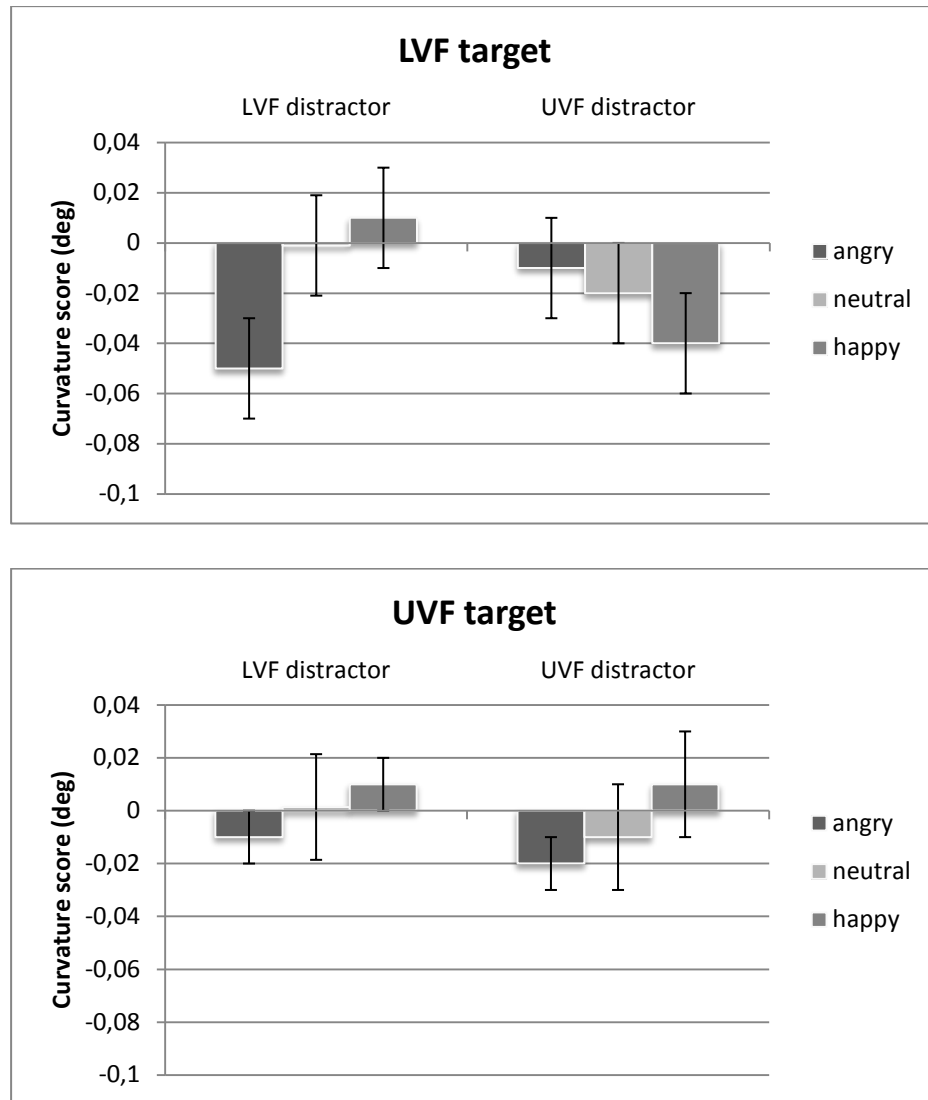 LVF target
LVF distractor UVF distractor
0,04
0,02
0
-0,02
-0,04
-0,06
-0,08
-0,1
Curvature score (deg)
angry
neutral
happy
UVF target
LVF distractor UVF distractor
0,04
0,02
0
-0,02
-0,04
-0,06
-0,08
-0,1
Curvature score (deg)
angry
neutral
happy